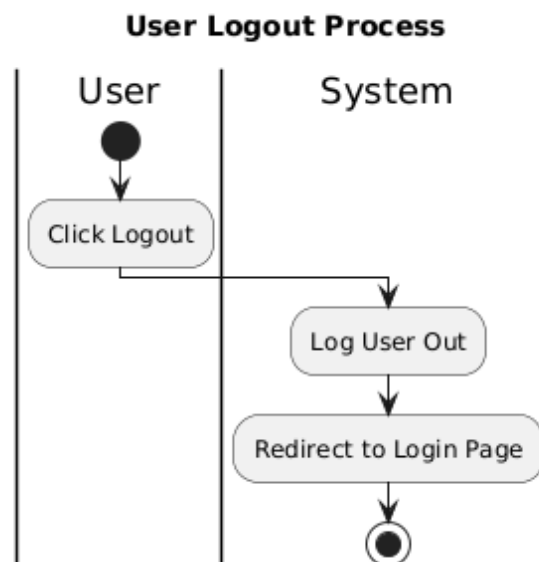 User Logout Process
User
System
Click Logout
Log User Out
Redirect to Login Page